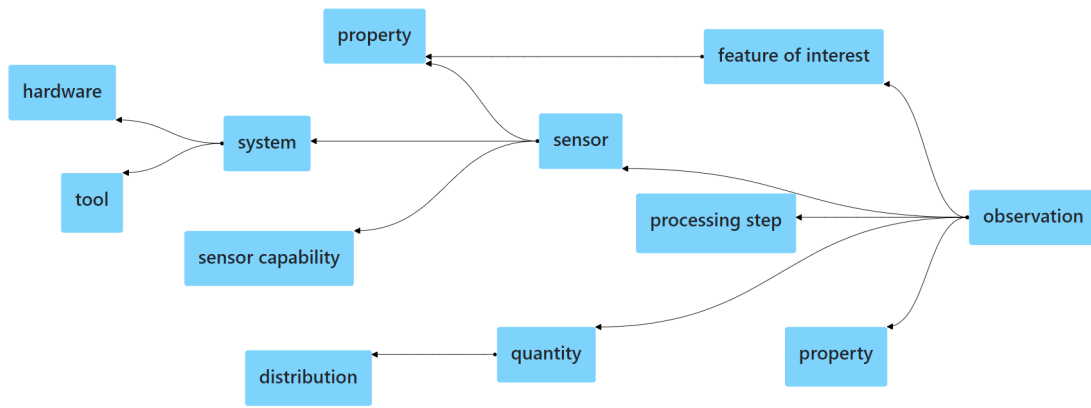 property
feature of interest
hardware
system
sensor
tool
processing step
observation
sensor capability
quantity
property
distribution